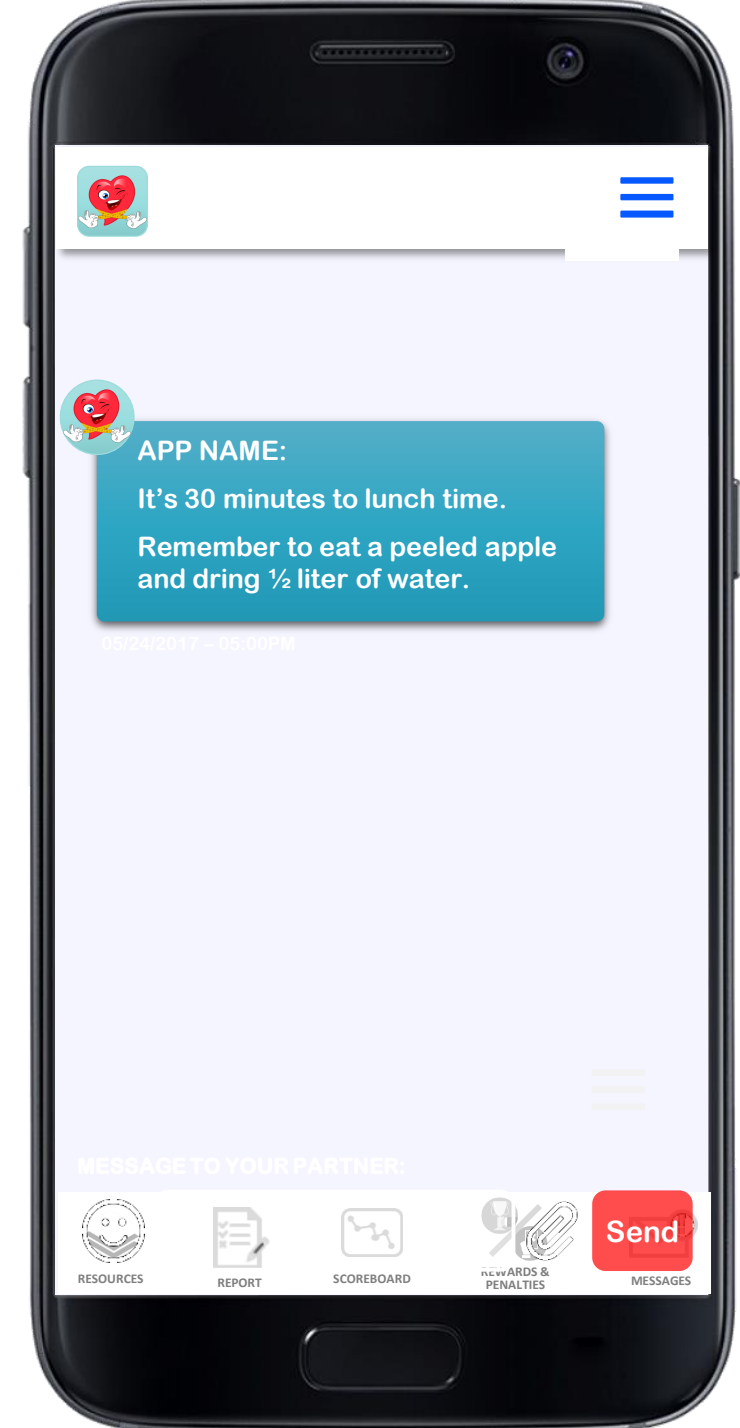 APP NAME:
It's 30 minutes to lunch time.
Remember to eat a peeled apple
and dring ½ liter of water.
05/24/2017 – 05:00PM
MESSAGE TO YOUR PARTNER:
Send
RESOURCES
REPORT
SCOREBOARD
REWARDS &
PENALTIES
MESSAGES